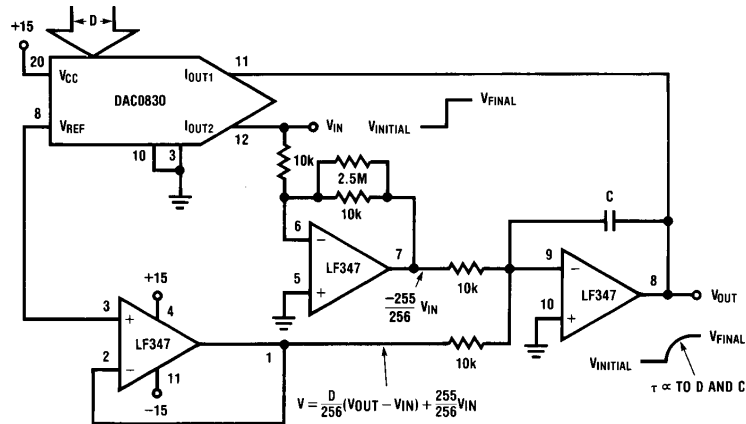 D
+15
20
VCC
IOUT1
11
DAC0830
8
VREF
IOUT2
12
VIN
10
3
VINITIAL
VFINAL
10k
2.5M
10k
C
6
−
LF347
7
5
+
−255/256 VIN
10k
9
−
LF347
8
VOUT
10
+
+15
4
3
+
LF347
2
−
1
11
−15
10k
V = D/256 (VOUT − VIN) + 255/256 VIN
VINITIAL
VFINAL
τ ∝ TO D AND C